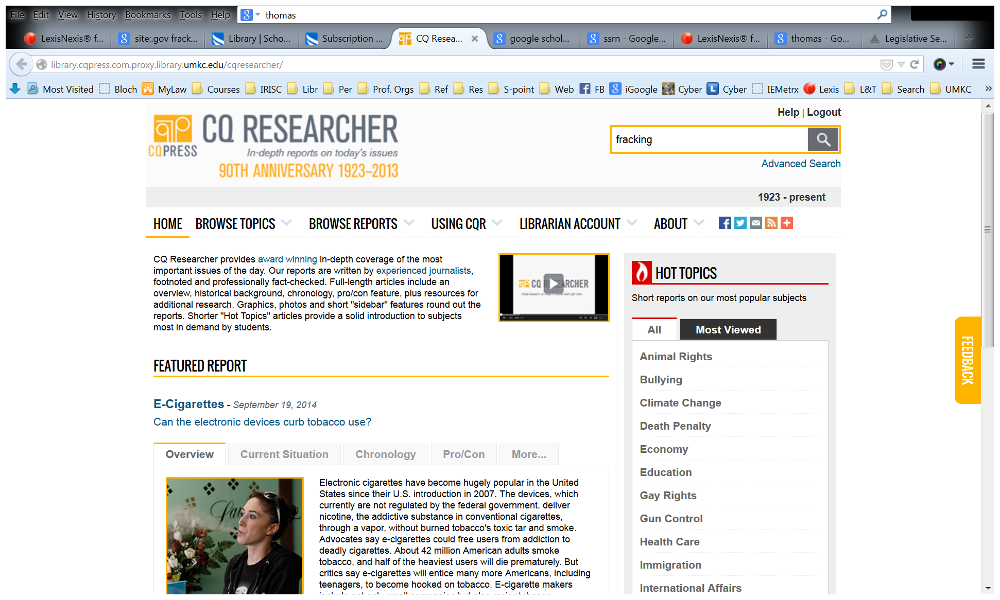 File Edit View History Bookmarks Tools Help thomas
LexisNexis® f... site:.gov frack... Library | Scho... Subscription ... CQ Resea... google schol... ssrn - Google... LexisNexis® f... thomas - Go... Legislative Se...
library.cqpress.com.proxy.library.umkc.edu/cqresearcher/
Most Visited Bloch MyLaw Courses IRISC Libr Per Prof. Orgs Ref Res S-point Web FB iGoogle Cyber Cyber IEMetrx Lexis L&T Search UMKC »
Help | Logout
CQ RESEARCHER
CQPRESS
In-depth reports on today's issues
90TH ANNIVERSARY 1923–2013
fracking
Advanced Search
1923 - present
HOME BROWSE TOPICS BROWSE REPORTS USING CQR LIBRARIAN ACCOUNT ABOUT
CQ Researcher provides award winning in-depth coverage of the most
important issues of the day. Our reports are written by experienced journalists,
footnoted and professionally fact-checked. Full-length articles include an
overview, historical background, chronology, pro/con feature, plus resources for
additional research. Graphics, photos and short "sidebar" features round out the
reports. Shorter "Hot Topics" articles provide a solid introduction to subjects
most in demand by students.
CQ RESEARCHER
FEATURED REPORT
E-Cigarettes - September 19, 2014
Can the electronic devices curb tobacco use?
Overview Current Situation Chronology Pro/Con More...
Electronic cigarettes have become hugely popular in the United
States since their U.S. introduction in 2007. The devices, which
currently are not regulated by the federal government, deliver
nicotine, the addictive substance in conventional cigarettes,
through a vapor, without burned tobacco's toxic tar and smoke.
Advocates say e-cigarettes could free users from addiction to
deadly cigarettes. About 42 million American adults smoke
tobacco, and half of the heaviest users will die prematurely. But
critics say e-cigarettes will entice many more Americans, including
teenagers, to become hooked on tobacco. E-cigarette makers
HOT TOPICS
Short reports on our most popular subjects
All Most Viewed
Animal Rights
Bullying
Climate Change
Death Penalty
Economy
Education
Gay Rights
Gun Control
Health Care
Immigration
International Affairs
FEEDBACK